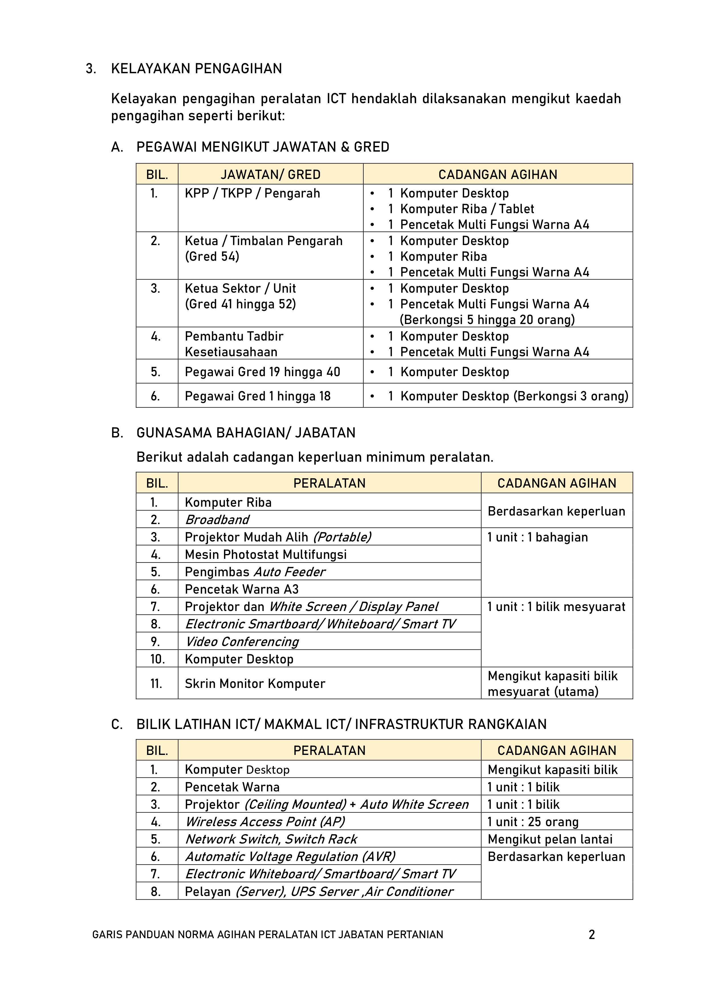 3. KELAYAKAN PENGAGIHAN
Kelayakan pengagihan peralatan ICT hendaklah dilaksanakan mengikut kaedah
pengagihan seperti berikut:
A. PEGAWAI MENGIKUT JAWATAN & GRED
BIL. JAWATAN/ GRED CADANGAN AGIHAN
1. KPP / TKPP / Pengarah • 1 Komputer Desktop
• 1 Komputer Riba / Tablet
• 1 Pencetak Multi Fungsi Warna A4
2. Ketua / Timbalan Pengarah • 1 Komputer Desktop
(Gred 54) • 1 Komputer Riba
• 1 Pencetak Multi Fungsi Warna A4
3. Ketua Sektor / Unit • 1 Komputer Desktop
(Gred 41 hingga 52) • 1 Pencetak Multi Fungsi Warna A4
(Berkongsi 5 hingga 20 orang)
4. Pembantu Tadbir • 1 Komputer Desktop
Kesetiausahaan • 1 Pencetak Multi Fungsi Warna A4
5. Pegawai Gred 19 hingga 40 • 1 Komputer Desktop
6. Pegawai Gred 1 hingga 18 • 1 Komputer Desktop (Berkongsi 3 orang)
B. GUNASAMA BAHAGIAN/ JABATAN
Berikut adalah cadangan keperluan minimum peralatan.
BIL. PERALATAN CADANGAN AGIHAN
1. Komputer Riba
Berdasarkan keperluan
2. Broadband
3. Projektor Mudah Alih (Portable) 1 unit : 1 bahagian
4. Mesin Photostat Multifungsi
5. Pengimbas Auto Feeder
6. Pencetak Warna A3
7. Projektor dan White Screen / Display Panel 1 unit : 1 bilik mesyuarat
8. Electronic Smartboard/ Whiteboard/ Smart TV
9. Video Conferencing
10. Komputer Desktop
11. Skrin Monitor Komputer Mengikut kapasiti bilik
mesyuarat (utama)
C. BILIK LATIHAN ICT/ MAKMAL ICT/ INFRASTRUKTUR RANGKAIAN
BIL. PERALATAN CADANGAN AGIHAN
1. Komputer Desktop Mengikut kapasiti bilik
2. Pencetak Warna 1 unit : 1 bilik
3. Projektor (Ceiling Mounted) + Auto White Screen 1 unit : 1 bilik
4. Wireless Access Point (AP) 1 unit : 25 orang
5. Network Switch, Switch Rack Mengikut pelan lantai
6. Automatic Voltage Regulation (AVR) Berdasarkan keperluan
7. Electronic Whiteboard/ Smartboard/ Smart TV
8. Pelayan (Server), UPS Server ,Air Conditioner
GARIS PANDUAN NORMA AGIHAN PERALATAN ICT JABATAN PERTANIAN 2